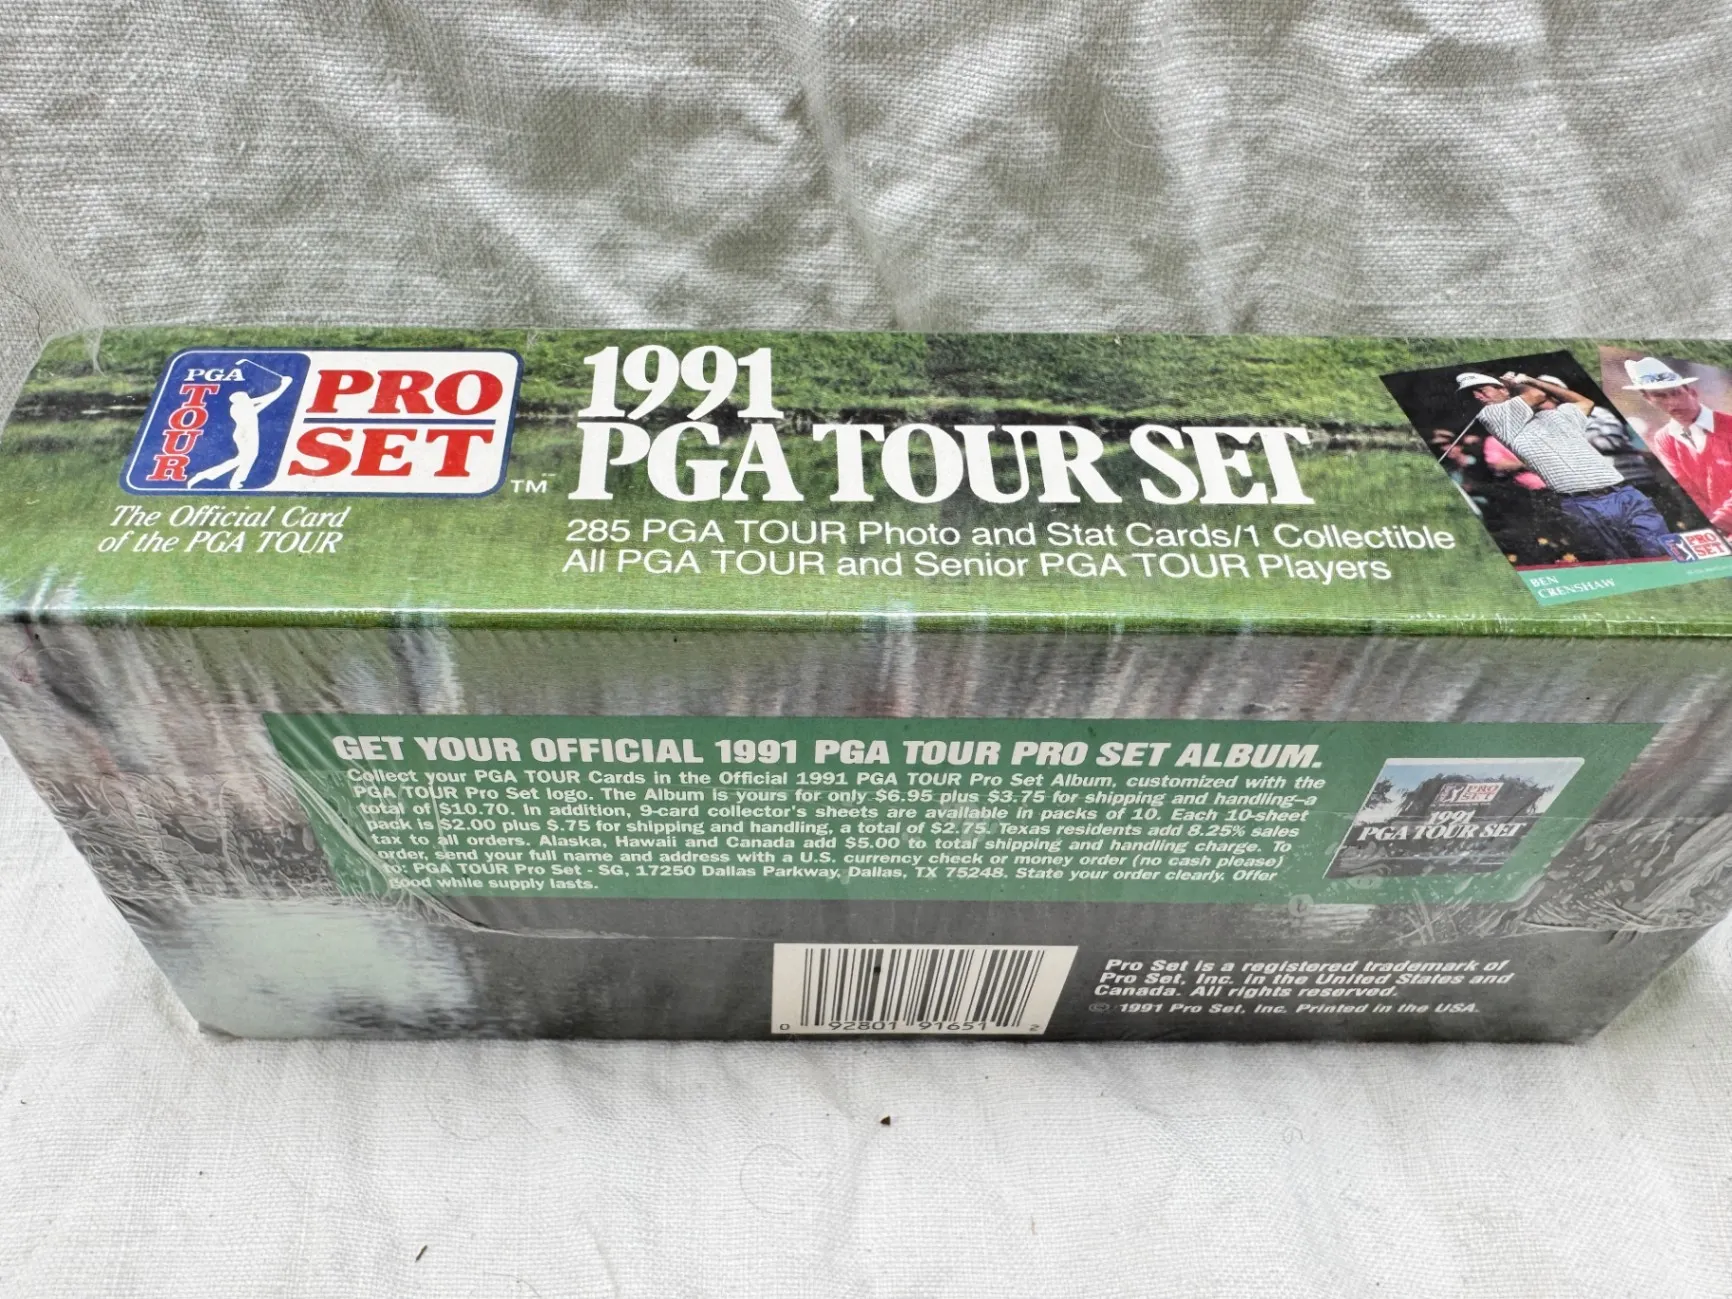 PGA
TOUR
PRO
SET
TM
The Official Card
of the PGA TOUR
1991
PGA TOUR SET
285 PGA TOUR Photo and Stat Cards/1 Collectible
All PGA TOUR and Senior PGA TOUR Players
BEN
CRENSHAW
PRO
SET
GET YOUR OFFICIAL 1991 PGA TOUR PRO SET ALBUM.
Collect your PGA TOUR Cards in the Official 1991 PGA TOUR Pro Set Album, customized with the
PGA TOUR Pro Set logo. The Album is yours for only $6.95 plus $3.75 for shipping and handling—a
total of $10.70. In addition, 9-card collector's sheets are available in packs of 10. Each 10-sheet
pack is $2.00 plus $.75 for shipping and handling, a total of $2.75. Texas residents add 8.25% sales
tax to all orders. Alaska, Hawaii and Canada add $5.00 to total shipping and handling charge. To
order, send your full name and address with a U.S. currency check or money order (no cash please)
to: PGA TOUR Pro Set - SG, 17250 Dallas Parkway, Dallas, TX 75248. State your order clearly. Offer
good while supply lasts.
PRO
SET
1991
PGA TOUR SET
0 92801 91651 2
Pro Set is a registered trademark of
Pro Set, Inc. in the United States and
Canada. All rights reserved.
© 1991 Pro Set, Inc. Printed in the USA.